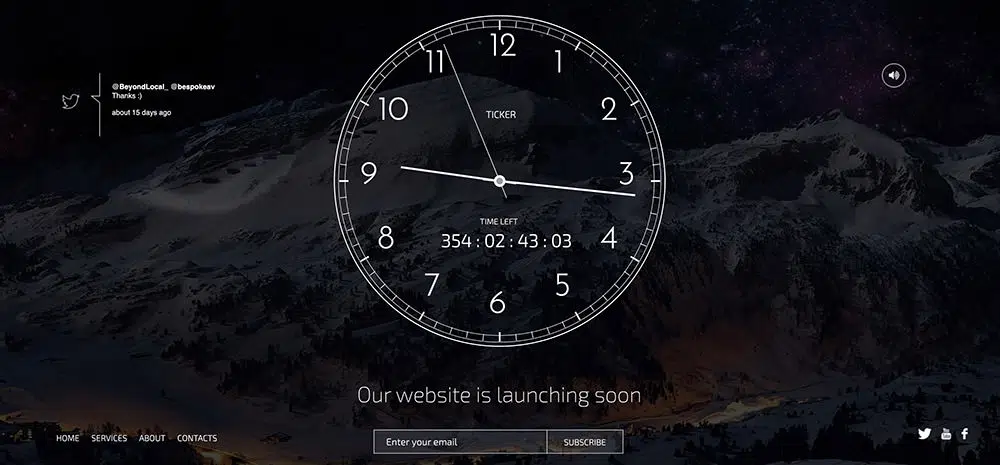 @BeyondLocal_ @bespokeav
Thanks :)
about 15 days ago
12
11
1
10
2
TICKER
9
3
TIME LEFT
354 : 02 : 43 : 03
8
4
7
5
6
Our website is launching soon
HOME SERVICES ABOUT CONTACTS
Enter your email
SUBSCRIBE